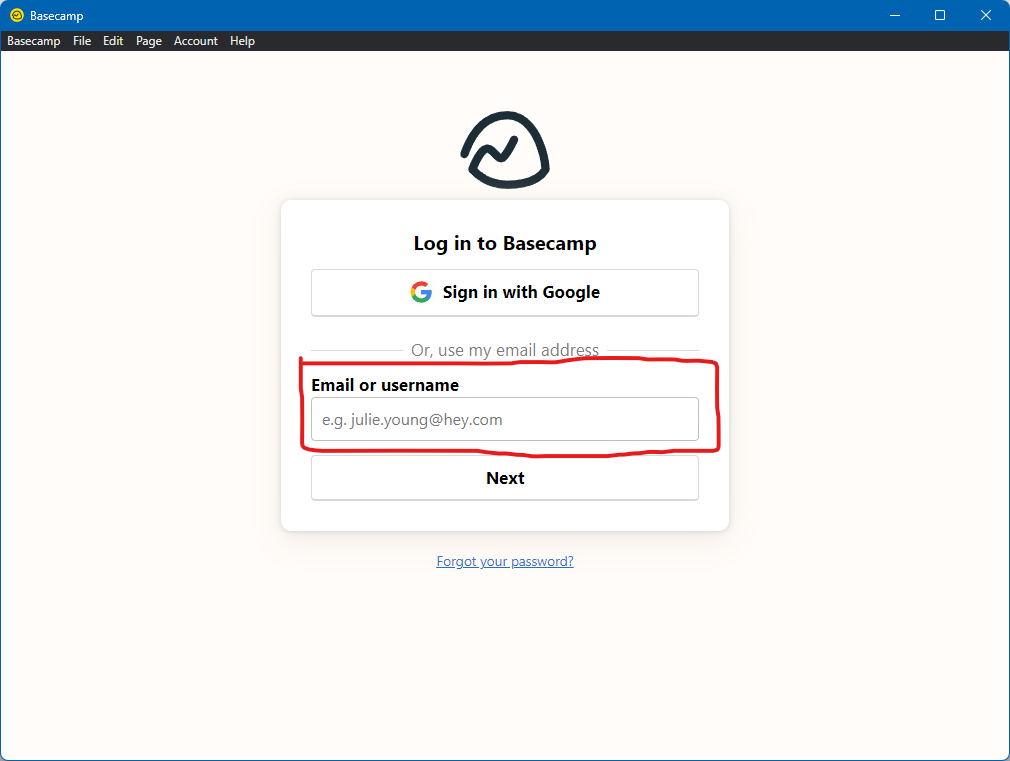 Basecamp
Basecamp File Edit Page Account Help
Log in to Basecamp
Sign in with Google
Or, use my email address
Email or username
e.g. julie.young@hey.com
Next
Forgot your password?